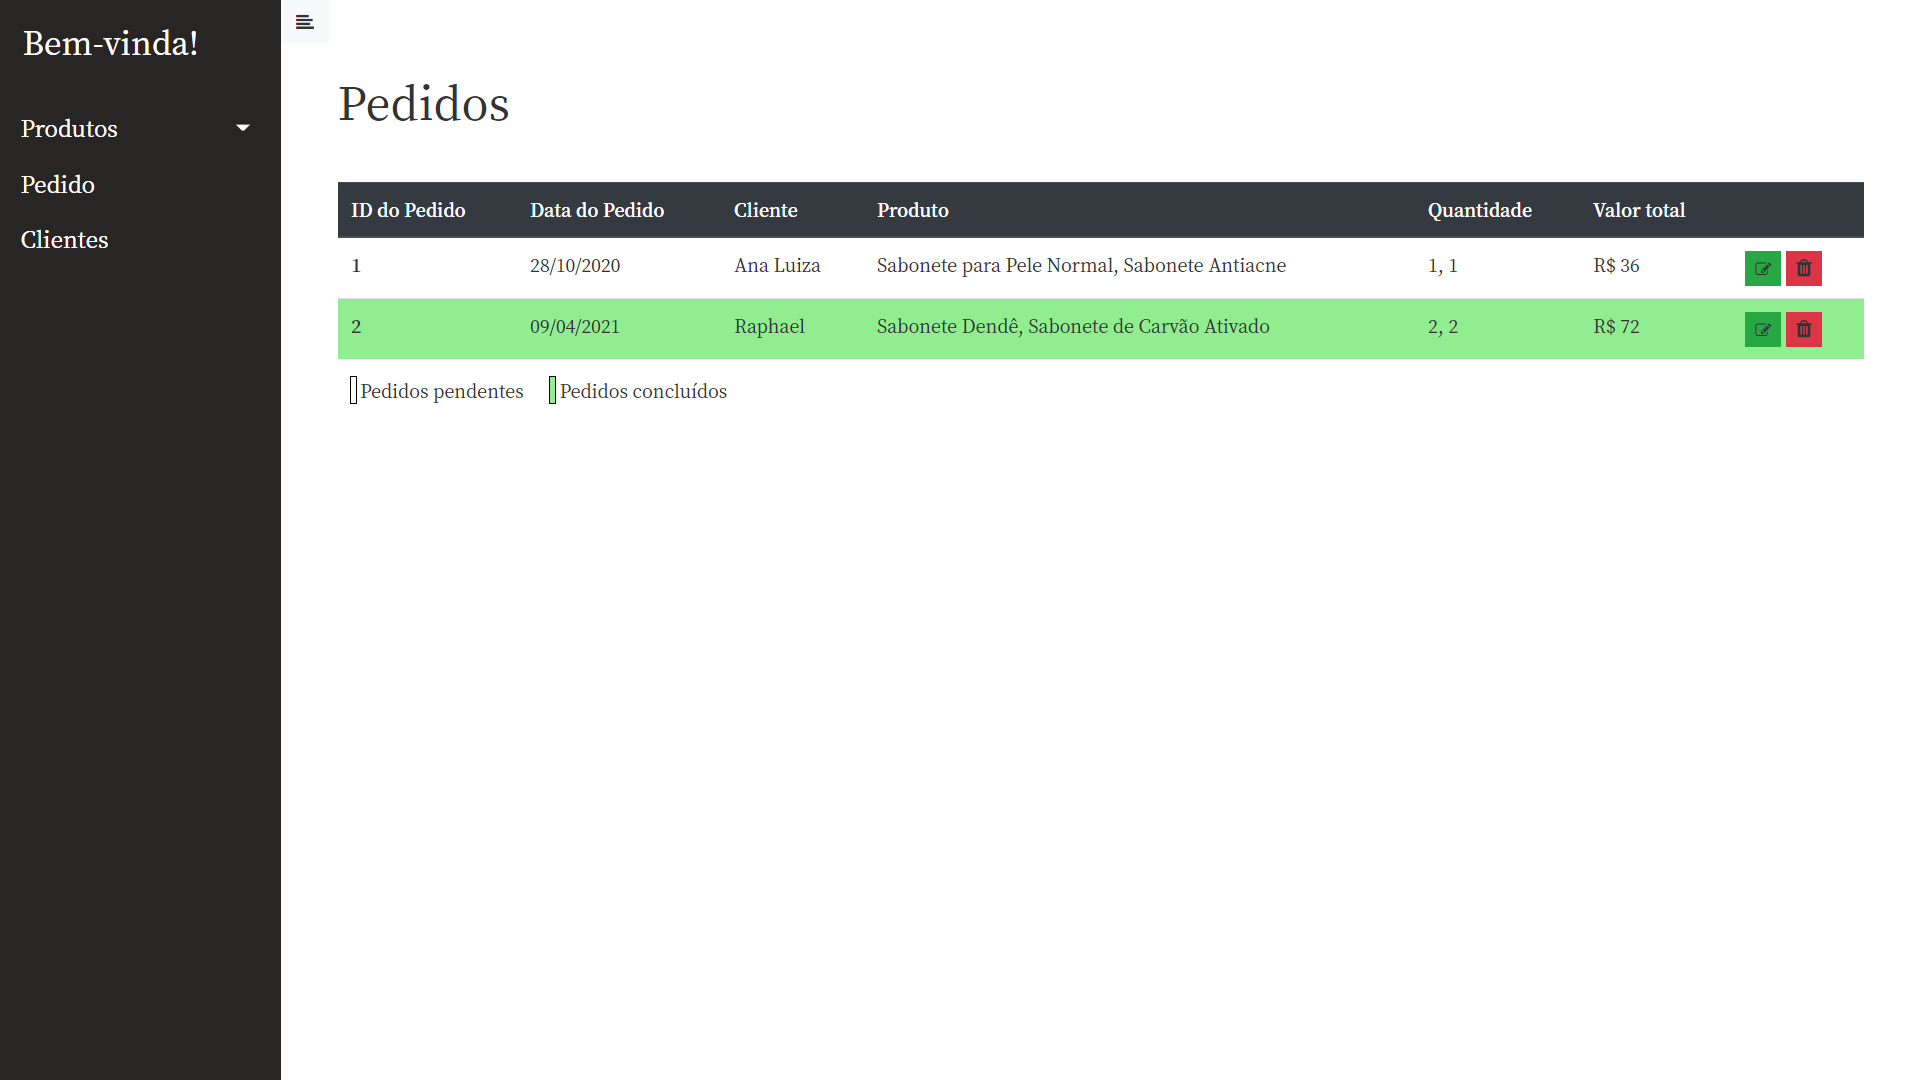 Bem-vinda!
Produtos
Pedido
Clientes
Pedidos
ID do Pedido Data do Pedido Cliente Produto Quantidade Valor total
1 28/10/2020 Ana Luiza Sabonete para Pele Normal, Sabonete Antiacne 1, 1 R$ 36
2 09/04/2021 Raphael Sabonete Dendê, Sabonete de Carvão Ativado 2, 2 R$ 72
Pedidos pendentes Pedidos concluídos